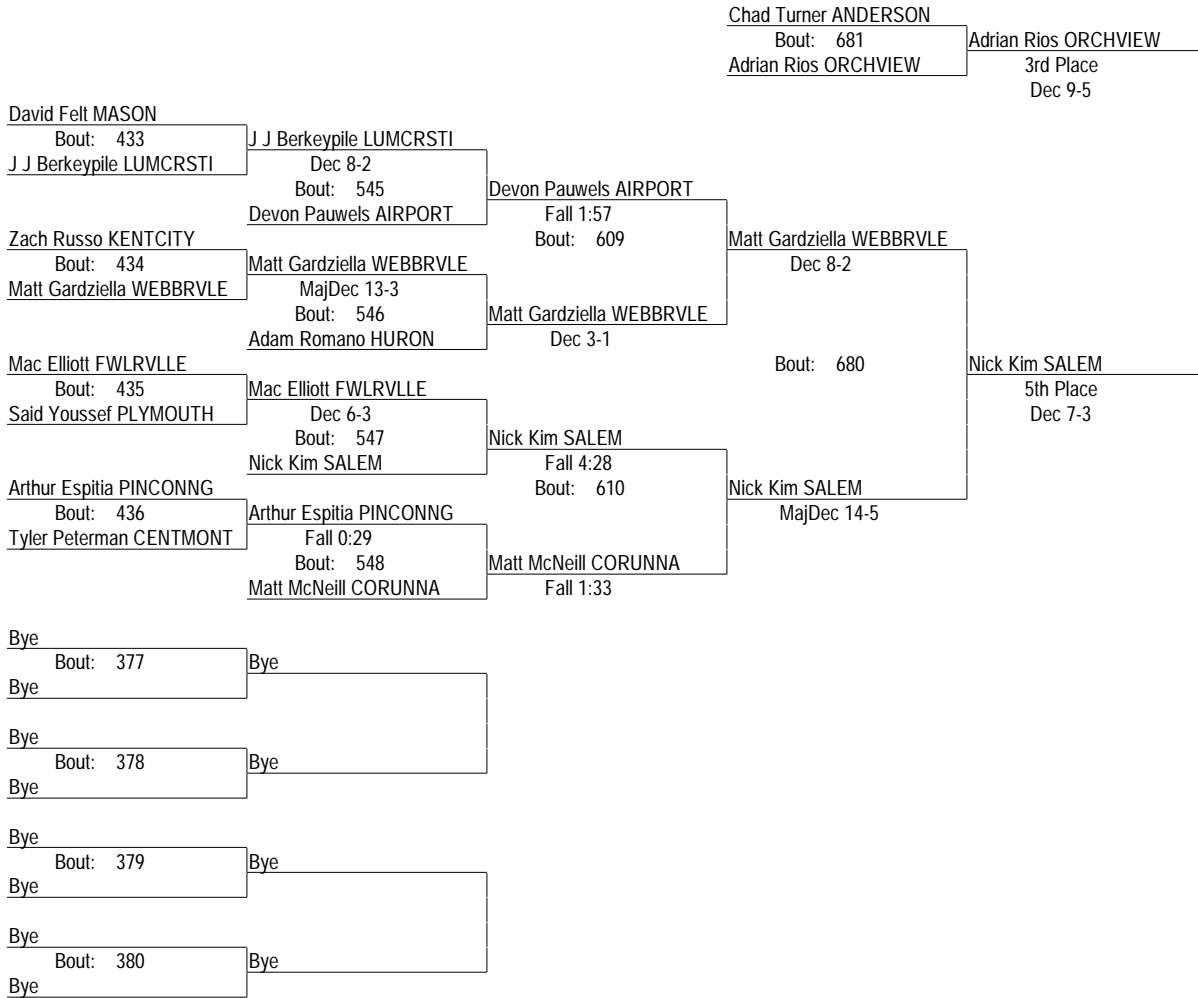 Chad Turner ANDERSON
Bout: 681
Adrian Rios ORCHVIEW
Adrian Rios ORCHVIEW
3rd Place
Dec 9-5
David Felt MASON
Bout: 433
J J Berkeypile LUMCRSTI
J J Berkeypile LUMCRSTI
Dec 8-2
Bout: 545
Devon Pauwels AIRPORT
Devon Pauwels AIRPORT
Fall 1:57
Bout: 609
Zach Russo KENTCITY
Bout: 434
Matt Gardziella WEBBRVLE
Matt Gardziella WEBBRVLE
MajDec 13-3
Bout: 546
Adam Romano HURON
Matt Gardziella WEBBRVLE
Dec 3-1
Matt Gardziella WEBBRVLE
Dec 8-2
Bout: 680
Mac Elliott FWLRVLLE
Bout: 435
Said Youssef PLYMOUTH
Mac Elliott FWLRVLLE
Dec 6-3
Bout: 547
Nick Kim SALEM
Nick Kim SALEM
Fall 4:28
Bout: 610
Arthur Espitia PINCONNG
Bout: 436
Tyler Peterman CENTMONT
Arthur Espitia PINCONNG
Fall 0:29
Bout: 548
Matt McNeill CORUNNA
Matt McNeill CORUNNA
Fall 1:33
Nick Kim SALEM
MajDec 14-5
Nick Kim SALEM
5th Place
Dec 7-3
Bye
Bout: 377
Bye
Bye
Bye
Bout: 378
Bye
Bye
Bye
Bout: 379
Bye
Bye
Bye
Bout: 380
Bye
Bye